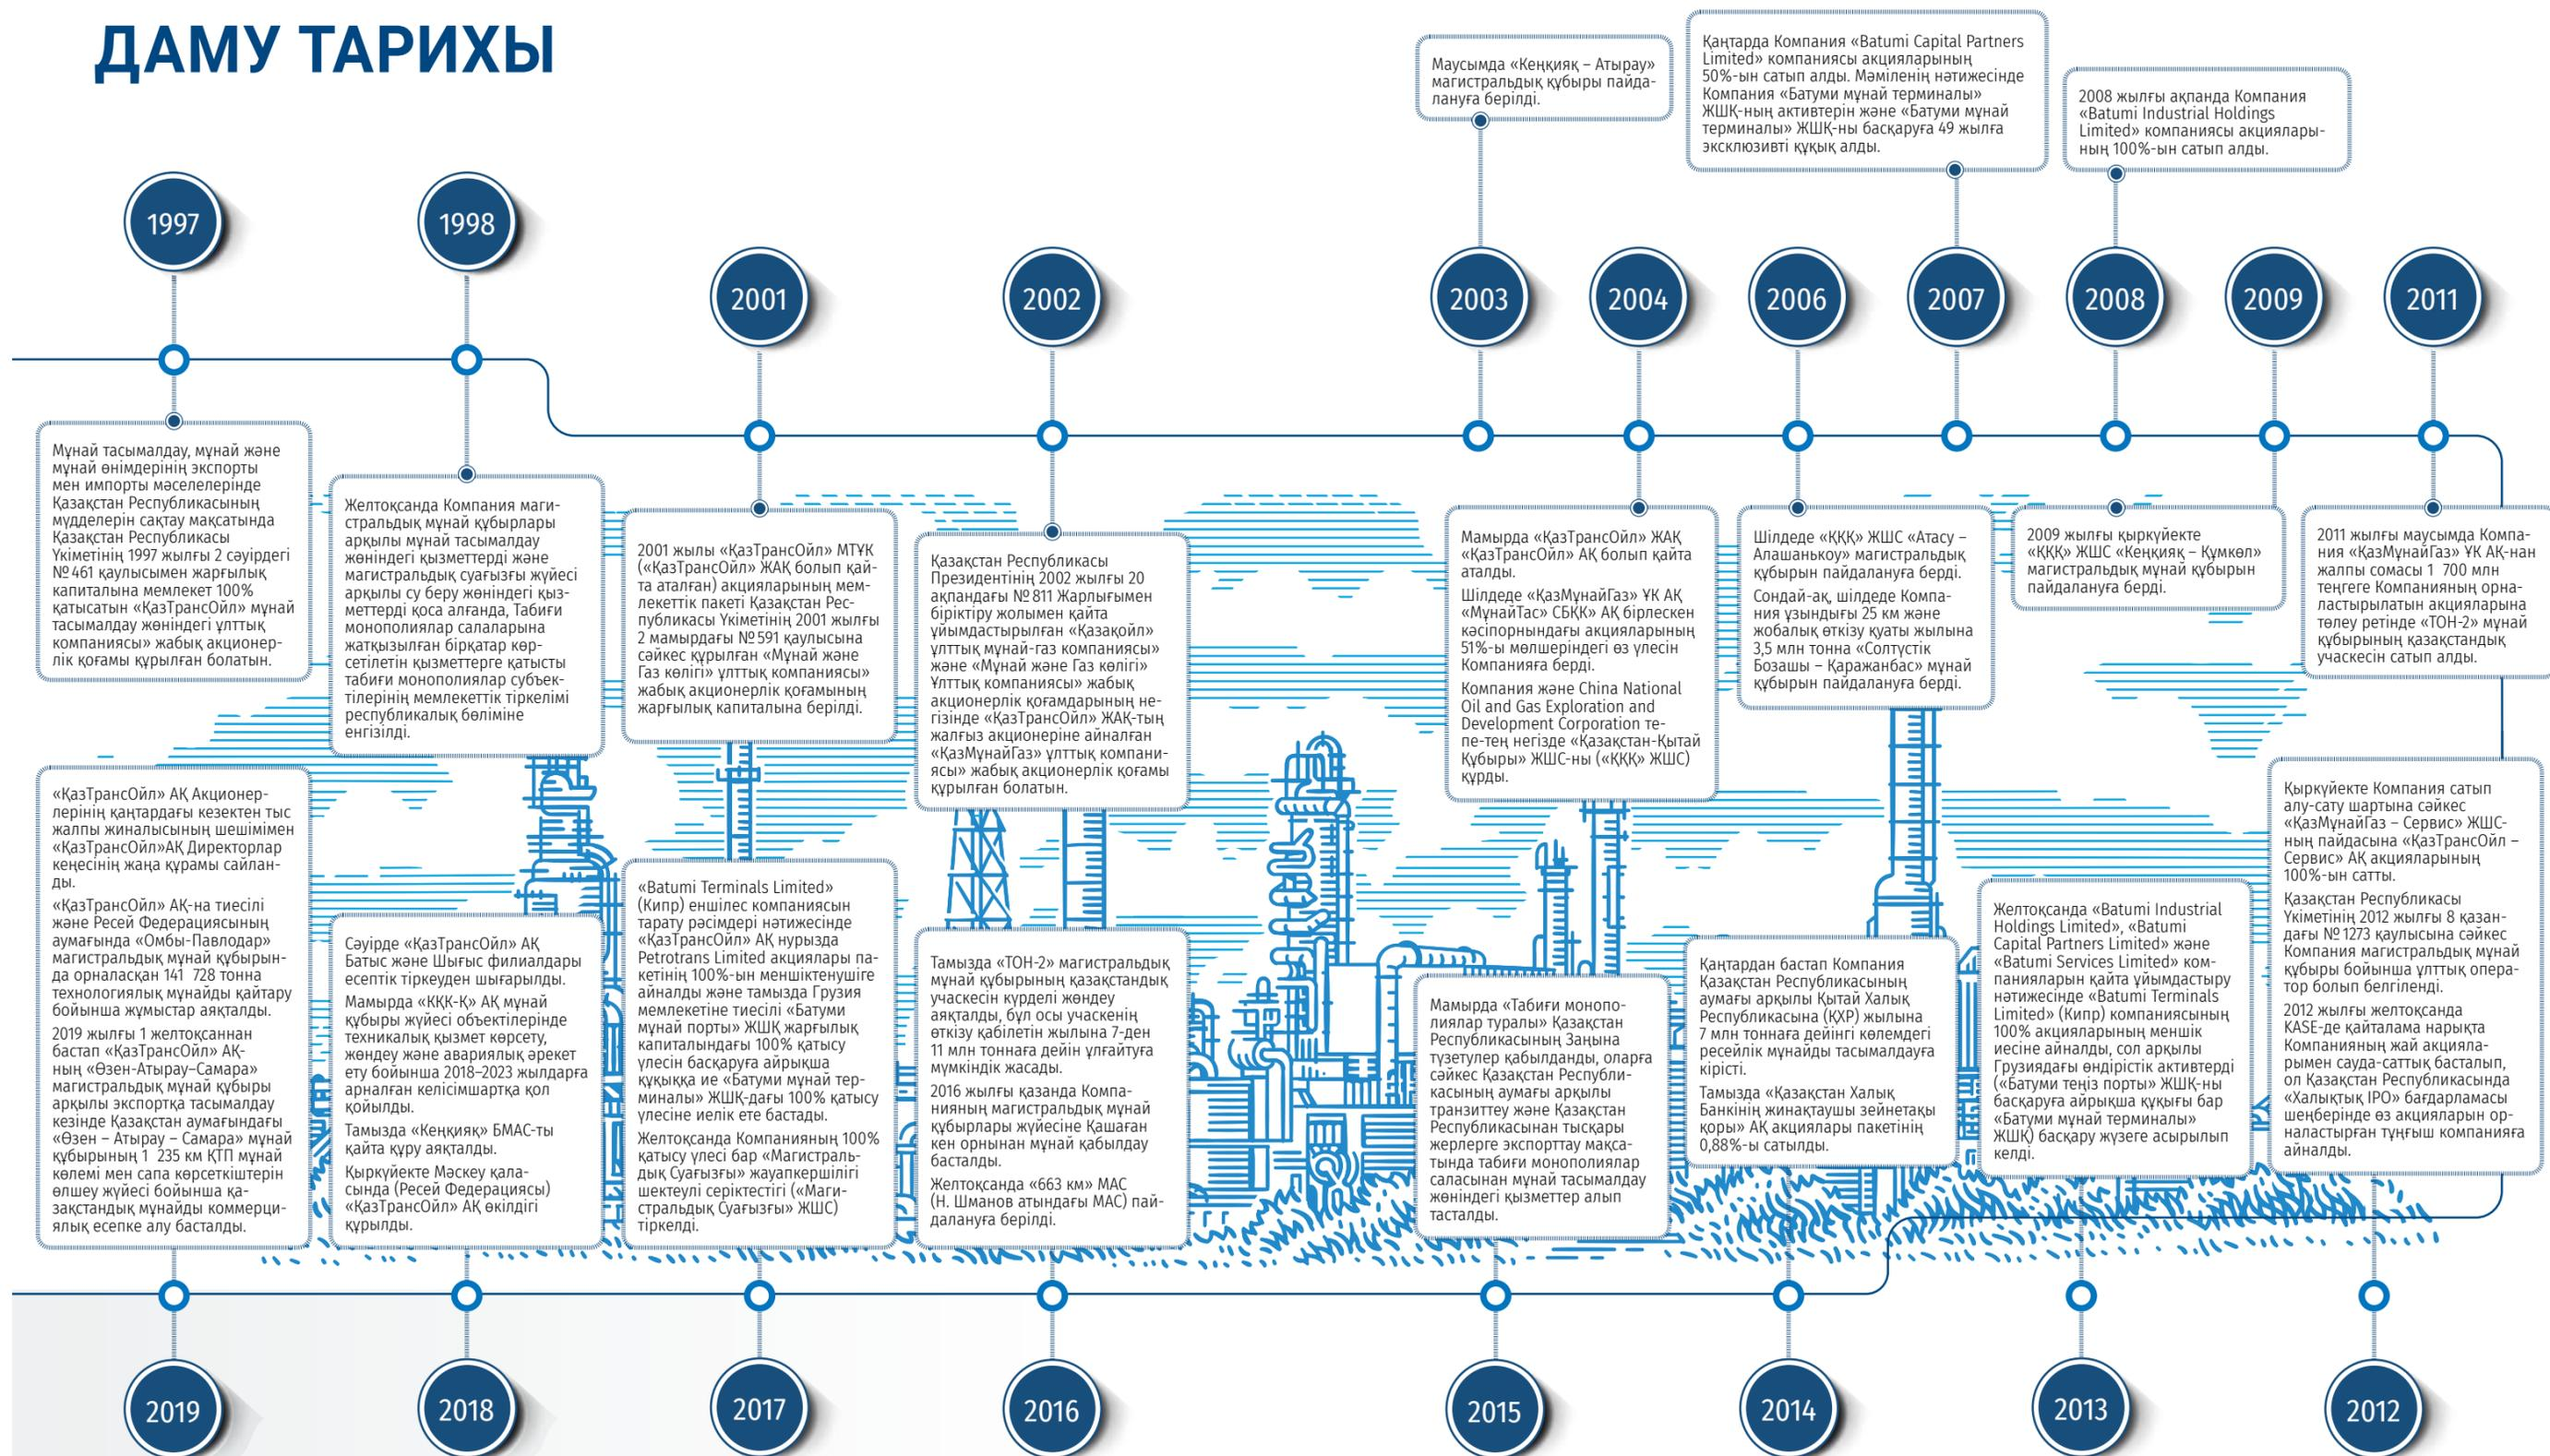 ДАМУ ТАРИХЫ
1997
Мұнай тасымалдау, мұнай және
мұнай өнімдерінің экспорты
мен импорты мәселелерінде
Қазақстан Республикасының
мүдделерін сақтау мақсатында
Қазақстан Республикасы
Үкіметінің 1997 жылғы 2 сәуірдегі
№ 461 қаулысымен жарғылық
капиталына мемлекет 100%
қатысатын «ҚазТрансОйл» мұнай
тасымалдау жөніндегі ұлттық
компаниясы» жабық акционер-
лік қоғамы құрылған болатын.
1998
Желтоқсанда Компания маги-
стральдық мұнай құбырлары
арқылы мұнай тасымалдау
жөніндегі қызметтерді және
магистральдық суағызғы жүйесі
арқылы су беру жөніндегі қыз-
меттерді қоса алғанда, Табиғи
монополиялар салаларына
жатқызылған бірқатар көр-
сетілетін қызметтерге қатысты
табиғи монополиялар субъек-
тілерінің мемлекеттік тіркелімі
республикалық бөліміне
енгізілді.
2001
2001 жылы «ҚазТрансОйл» МТҰК
(«ҚазТрансОйл» ЖАҚ болып қай-
та аталған) акцияларының мем-
лекеттік пакеті Қазақстан Рес-
публикасы Үкіметінің 2001 жылғы
2 мамырдағы № 591 қаулысына
сәйкес құрылған «Мұнай және
Газ көлігі» ұлттық компаниясы»
жабық акционерлік қоғамының
жарғылық капиталына берілді.
2002
Қазақстан Республикасы
Президентінің 2002 жылғы 20
ақпандағы № 811 Жарлығымен
біріктіру жолымен қайта
ұйымдастырылған «Қазақойл»
ұлттық мұнай-газ компаниясы»
және «Мұнай және Газ көлігі»
Ұлттық компаниясы» жабық
акционерлік қоғамдарының не-
гізінде «ҚазТрансОйл» ЖАҚ-тың
жалғыз акционеріне айналған
«ҚазМұнайГаз» ұлттық компани-
ясы» жабық акционерлік қоғамы
құрылған болатын.
2003
Маусымда «Кеңқияқ – Атырау»
магистральдық құбыры пайда-
лануға берілді.
2004
Мамырда «ҚазТрансОйл» ЖАҚ
«ҚазТрансОйл» АҚ болып қайта
аталды.
Шілдеде «ҚазМұнайГаз» ҰК АҚ
«МұнайТас» СБҚК» АҚ бірлескен
кәсіпорнындағы акцияларының
51%-ы мөлшеріндегі өз үлесін
Компанияға берді.
Компания және China National
Oil and Gas Exploration and
Development Corporation те-
пе-тең негізде «Қазақстан-Қытай
Құбыры» ЖШС-ны («ҚҚҚ» ЖШС)
құрды.
2006
Шілдеде «ҚҚҚ» ЖШС «Атасу –
Алашанькоу» магистральдық
құбырын пайдалануға берді.
Сондай-ақ, шілдеде Компа-
ния ұзындығы 25 км және
жобалық өткізу қуаты жылына
3,5 млн тонна «Солтүстік
Бозашы – Қаражанбас» мұнай
құбырын пайдалануға берді.
2007
Қаңтарда Компания «Batumi Capital Partners
Limited» компаниясы акцияларының
50%-ын сатып алды. Мәміленің нәтижесінде
Компания «Батуми мұнай терминалы»
ЖШҚ-ның активтерін және «Батуми мұнай
терминалы» ЖШҚ-ны басқаруға 49 жылға
эксклюзивті құқық алды.
2008
2008 жылғы ақпанда Компания
«Batumi Industrial Holdings
Limited» компаниясы акциялары-
ның 100%-ын сатып алды.
2009
2009 жылғы қыркүйекте
«ҚҚҚ» ЖШС «Кеңқияқ – Құмкөл»
магистральдық мұнай құбырын
пайдалануға берді.
2011
2011 жылғы маусымда Компа-
ния «ҚазМұнайГаз» ҰК АҚ-нан
жалпы сомасы 1 700 млн
теңгеге Компанияның орна-
ластырылатын акцияларына
төлеу ретінде «ТОН-2» мұнай
құбырының қазақстандық
учаскесін сатып алды.
Қыркүйекте Компания сатып
алу-сату шартына сәйкес
«ҚазМұнайГаз – Сервис» ЖШС-
ның пайдасына «ҚазТрансОйл –
Сервис» АҚ акцияларының
100%-ын сатты.
Қазақстан Республикасы
Үкіметінің 2012 жылғы 8 қазан-
дағы № 1273 қаулысына сәйкес
Компания магистральдық мұнай
құбыры бойынша ұлттық опера-
тор болып белгіленді.
2012 жылғы желтоқсанда
KASE-де қайталама нарықта
Компанияның жай акцияла-
рымен сауда-саттық басталып,
ол Қазақстан Республикасында
«Халықтық IPO» бағдарламасы
шеңберінде өз акцияларын ор-
наластырған тұңғыш компанияға
айналды.
2012
Желтоқсанда «Batumi Industrial
Holdings Limited», «Batumi
Capital Partners Limited» және
«Batumi Services Limited» ком-
панияларын қайта ұйымдастыру
нәтижесінде «Batumi Terminals
Limited» (Кипр) компаниясының
100% акцияларының меншік
иесіне айналды, сол арқылы
Грузиядағы өндірістік активтерді
(«Батуми теңіз порты» ЖШҚ-ны
басқаруға айрықша құқығы бар
«Батуми мұнай терминалы»
ЖШҚ) басқару жүзеге асырылып
келді.
2013
Қаңтардан бастап Компания
Қазақстан Республикасының
аумағы арқылы Қытай Халық
Республикасына (ҚХР) жылына
7 млн тоннаға дейінгі көлемдегі
ресейлік мұнайды тасымалдауға
кірісті.
Тамызда «Қазақстан Халық
Банкінің жинақтаушы зейнетақы
қоры» АҚ акциялары пакетінің
0,88%-ы сатылды.
2014
Мамырда «Табиғи монопо-
лиялар туралы» Қазақстан
Республикасының Заңына
түзетулер қабылданды, оларға
сәйкес Қазақстан Республи-
касының аумағы арқылы
транзиттеу және Қазақстан
Республикасынан тысқары
жерлерге экспорттау мақса-
тында табиғи монополиялар
саласынан мұнай тасымалдау
жөніндегі қызметтер алып
тасталды.
2015
Тамызда «ТОН-2» магистральдық
мұнай құбырының қазақстандық
учаскесін күрделі жөндеу
аяқталды, бұл осы учаскенің
өткізу қабілетін жылына 7-ден
11 млн тоннаға дейін ұлғайтуға
мүмкіндік жасады.
2016 жылғы қазанда Компа-
нияның магистральдық мұнай
құбырлары жүйесіне Қашаған
кен орнынан мұнай қабылдау
басталды.
Желтоқсанда «663 км» МАС
(Н. Шманов атындағы МАС) пай-
далануға берілді.
2016
«Batumi Terminals Limited»
(Кипр) еншілес компаниясын
тарату рәсімдері нәтижесінде
«ҚазТрансОйл» АҚ нурызда
Petrotrans Limited акциялары па-
кетінің 100%-ын меншіктенушіге
айналды және тамызда Грузия
мемлекетіне тиесілі «Батуми
мұнай порты» ЖШҚ жарғылық
капиталындағы 100% қатысу
үлесін басқаруға айрықша
құқыққа ие «Батуми мұнай тер-
миналы» ЖШҚ-дағы 100% қатысу
үлесіне иелік ете бастады.
Желтоқсанда Компанияның 100%
қатысу үлесі бар «Магистраль-
дық Суағызғы» жауапкершілігі
шектеулі серіктестігі («Маги-
стральдық Суағызғы» ЖШС)
тіркелді.
2017
Сәуірде «ҚазТрансОйл» АҚ
Батыс және Шығыс филиалдары
есептік тіркеуден шығарылды.
Мамырда «КҚК-Қ» АҚ мұнай
құбыры жүйесі объектілерінде
техникалық қызмет көрсету,
жөндеу және авариялық әрекет
ету бойынша 2018–2023 жылдарға
арналған келісімшартқа қол
қойылды.
Тамызда «Кеңқияқ» БМАС-ты
қайта құру аяқталды.
Қыркүйекте Мәскеу қала-
сында (Ресей Федерациясы)
«ҚазТрансОйл» АҚ өкілдігі
құрылды.
2018
«ҚазТрансОйл» АҚ Акционер-
лерінің қаңтардағы кезектен тыс
жалпы жиналысының шешімімен
«ҚазТрансОйл»АҚ Директорлар
кеңесінің жаңа құрамы сайлан-
ды.
«ҚазТрансОйл» АҚ-на тиесілі
және Ресей Федерациясының
аумағында «Омбы-Павлодар»
магистральдық мұнай құбырын-
да орналасқан 141 728 тонна
технологиялық мұнайды қайтару
бойынша жұмыстар аяқталды.
2019 жылғы 1 желтоқсаннан
бастап «ҚазТрансОйл» АҚ-
ның «Өзен-Атырау–Самара»
магистральдық мұнай құбыры
арқылы экспортқа тасымалдау
кезінде Қазақстан аумағындағы
«Өзен – Атырау – Самара» мұнай
құбырының 1 235 км ҚТП мұнай
көлемі мен сапа көрсеткіштерін
өлшеу жүйесі бойынша қа-
зақстандық мұнайды коммерци-
ялық есепке алу басталды.
2019